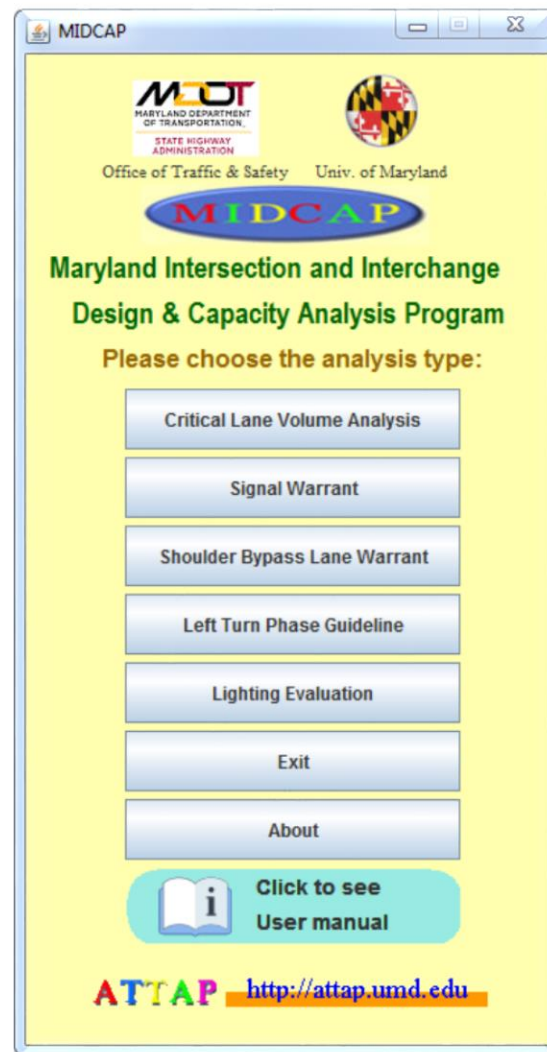 MIDCAP
MDOT
MARYLAND DEPARTMENT
OF TRANSPORTATION
STATE HIGHWAY
ADMINISTRATION
Office of Traffic & Safety Univ. of Maryland
MIDCAP
Maryland Intersection and Interchange
Design & Capacity Analysis Program
Please choose the analysis type:
Critical Lane Volume Analysis
Signal Warrant
Shoulder Bypass Lane Warrant
Left Turn Phase Guideline
Lighting Evaluation
Exit
About
i
Click to see
User manual
ATTAP http://attap.umd.edu